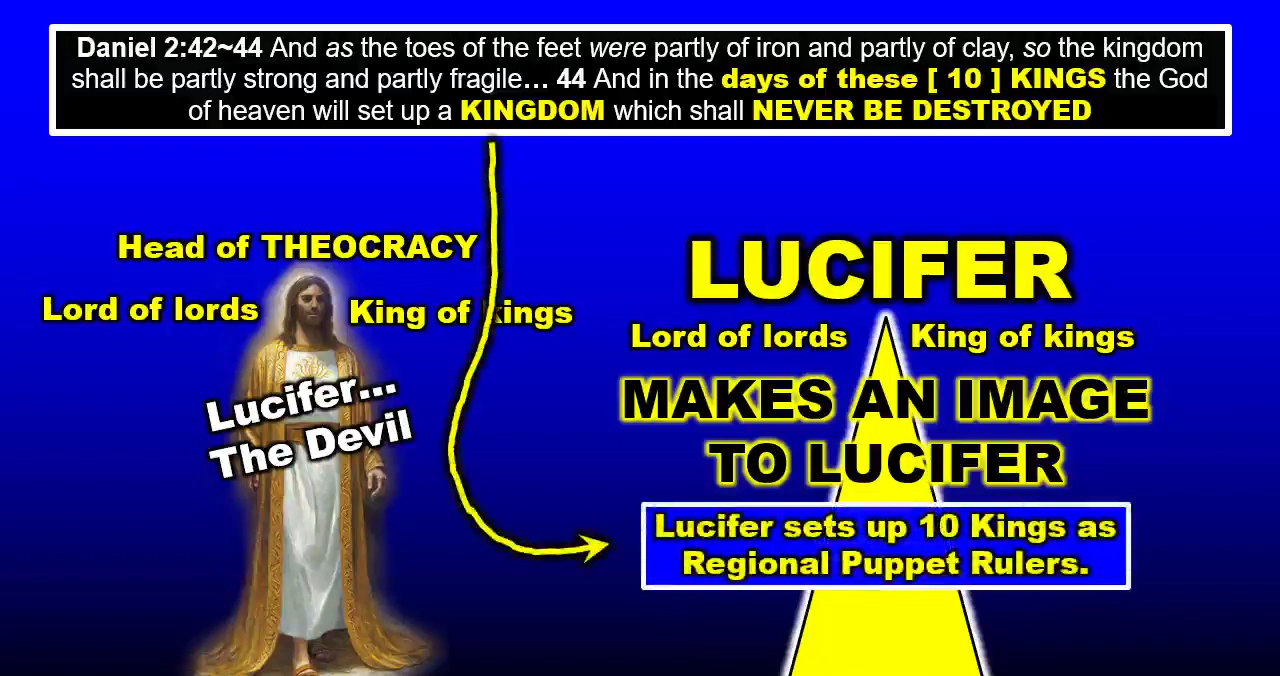 Daniel 2:42~44 And as the toes of the feet were partly of iron and partly of clay, so the kingdom
shall be partly strong and partly fragile… 44 And in the days of these [ 10 ] KINGS the God
of heaven will set up a KINGDOM which shall NEVER BE DESTROYED
Head of THEOCRACY
Lord of lords King of kings
Lucifer…
The Devil
LUCIFER
Lord of lords King of kings
MAKES AN IMAGE
TO LUCIFER
Lucifer sets up 10 Kings as
Regional Puppet Rulers.